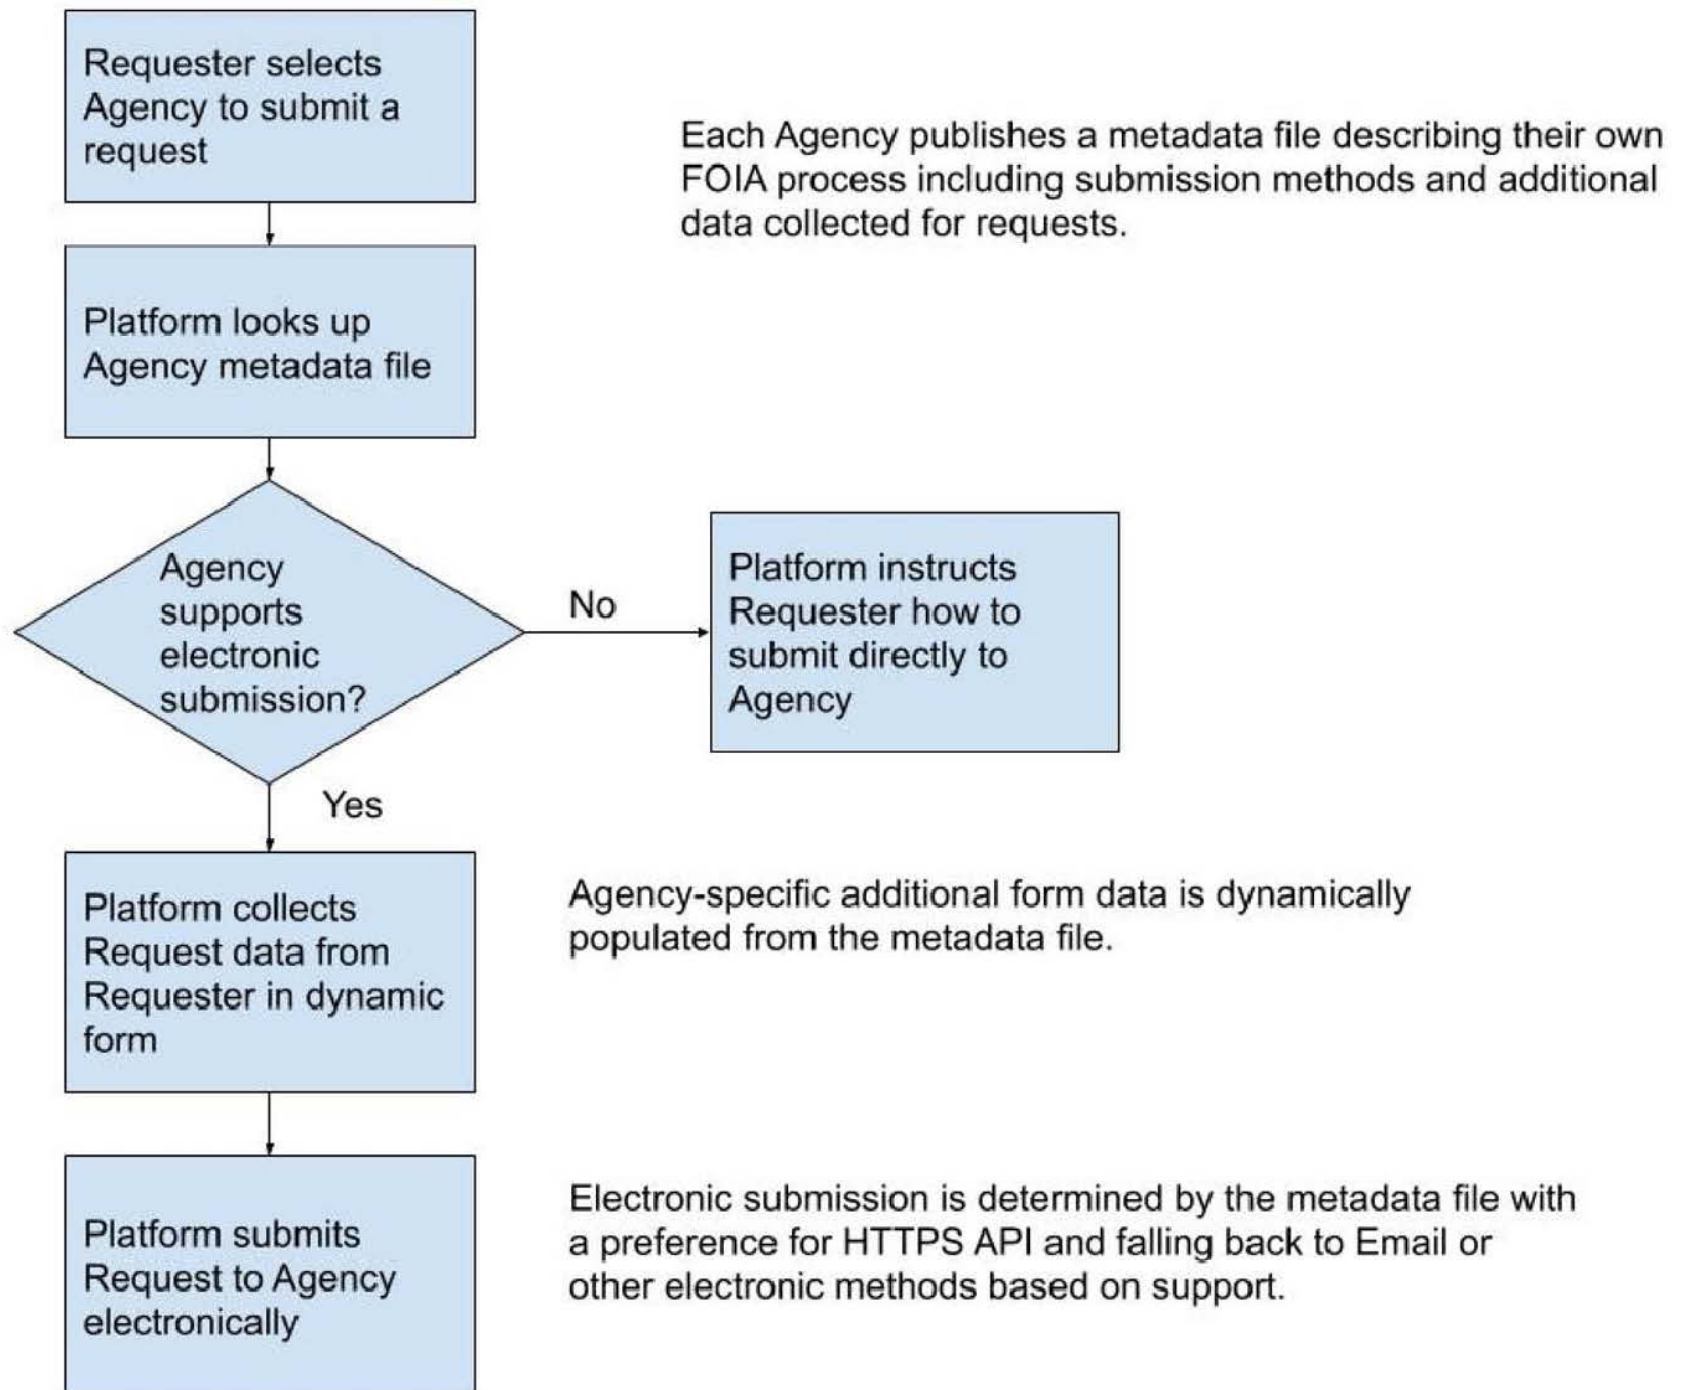 Requester selects
Agency to submit a
request
Each Agency publishes a metadata file describing their own
FOIA process including submission methods and additional
data collected for requests.
Platform looks up
Agency metadata file
Agency
supports
electronic
submission?
No
Platform instructs
Requester how to
submit directly to
Agency
Yes
Platform collects
Request data from
Requester in dynamic
form
Agency-specific additional form data is dynamically
populated from the metadata file.
Platform submits
Request to Agency
electronically
Electronic submission is determined by the metadata file with
a preference for HTTPS API and falling back to Email or
other electronic methods based on support.